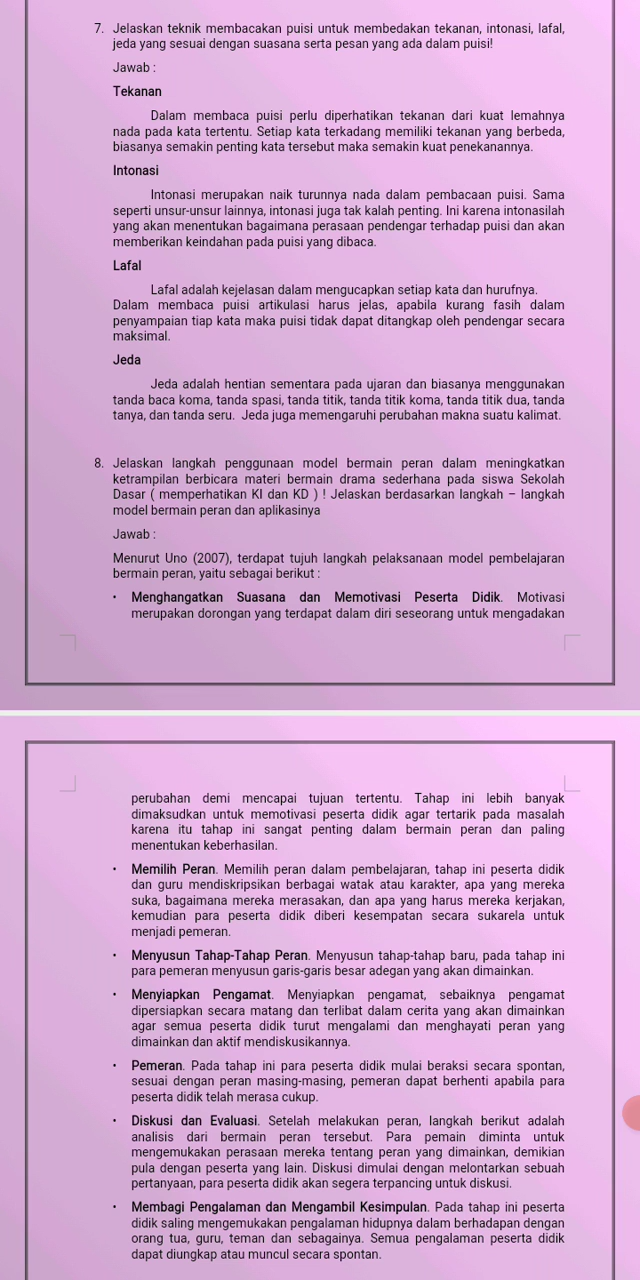 7. Jelaskan teknik membacakan puisi untuk membedakan tekanan, intonasi, lafal,
jeda yang sesuai dengan suasana serta pesan yang ada dalam puisi!
Jawab :
Tekanan
Dalam membaca puisi perlu diperhatikan tekanan dari kuat lemahnya
nada pada kata tertentu. Setiap kata terkadang memiliki tekanan yang berbeda,
biasanya semakin penting kata tersebut maka semakin kuat penekanannya.
Intonasi
Intonasi merupakan naik turunnya nada dalam pembacaan puisi. Sama
seperti unsur-unsur lainnya, intonasi juga tak kalah penting. Ini karena intonasilah
yang akan menentukan bagaimana perasaan pendengar terhadap puisi dan akan
memberikan keindahan pada puisi yang dibaca.
Lafal
Lafal adalah kejelasan dalam mengucapkan setiap kata dan hurufnya.
Dalam membaca puisi artikulasi harus jelas, apabila kurang fasih dalam
penyampaian tiap kata maka puisi tidak dapat ditangkap oleh pendengar secara
maksimal.
Jeda
Jeda adalah hentian sementara pada ujaran dan biasanya menggunakan
tanda baca koma, tanda spasi, tanda titik, tanda titik koma, tanda titik dua, tanda
tanya, dan tanda seru. Jeda juga memengaruhi perubahan makna suatu kalimat.
8. Jelaskan langkah penggunaan model bermain peran dalam meningkatkan
ketrampilan berbicara materi bermain drama sederhana pada siswa Sekolah
Dasar ( memperhatikan KI dan KD ) ! Jelaskan berdasarkan langkah – langkah
model bermain peran dan aplikasinya
Jawab :
Menurut Uno (2007), terdapat tujuh langkah pelaksanaan model pembelajaran
bermain peran, yaitu sebagai berikut :
• Menghangatkan Suasana dan Memotivasi Peserta Didik. Motivasi
merupakan dorongan yang terdapat dalam diri seseorang untuk mengadakan
perubahan demi mencapai tujuan tertentu. Tahap ini lebih banyak
dimaksudkan untuk memotivasi peserta didik agar tertarik pada masalah
karena itu tahap ini sangat penting dalam bermain peran dan paling
menentukan keberhasilan.
• Memilih Peran. Memilih peran dalam pembelajaran, tahap ini peserta didik
dan guru mendiskripsikan berbagai watak atau karakter, apa yang mereka
suka, bagaimana mereka merasakan, dan apa yang harus mereka kerjakan,
kemudian para peserta didik diberi kesempatan secara sukarela untuk
menjadi pemeran.
• Menyusun Tahap-Tahap Peran. Menyusun tahap-tahap baru, pada tahap ini
para pemeran menyusun garis-garis besar adegan yang akan dimainkan.
• Menyiapkan Pengamat. Menyiapkan pengamat, sebaiknya pengamat
dipersiapkan secara matang dan terlibat dalam cerita yang akan dimainkan
agar semua peserta didik turut mengalami dan menghayati peran yang
dimainkan dan aktif mendiskusikannya.
• Pemeran. Pada tahap ini para peserta didik mulai beraksi secara spontan,
sesuai dengan peran masing-masing, pemeran dapat berhenti apabila para
peserta didik telah merasa cukup.
• Diskusi dan Evaluasi. Setelah melakukan peran, langkah berikut adalah
analisis dari bermain peran tersebut. Para pemain diminta untuk
mengemukakan perasaan mereka tentang peran yang dimainkan, demikian
pula dengan peserta yang lain. Diskusi dimulai dengan melontarkan sebuah
pertanyaan, para peserta didik akan segera terpancing untuk diskusi.
• Membagi Pengalaman dan Mengambil Kesimpulan. Pada tahap ini peserta
didik saling mengemukakan pengalaman hidupnya dalam berhadapan dengan
orang tua, guru, teman dan sebagainya. Semua pengalaman peserta didik
dapat diungkap atau muncul secara spontan.